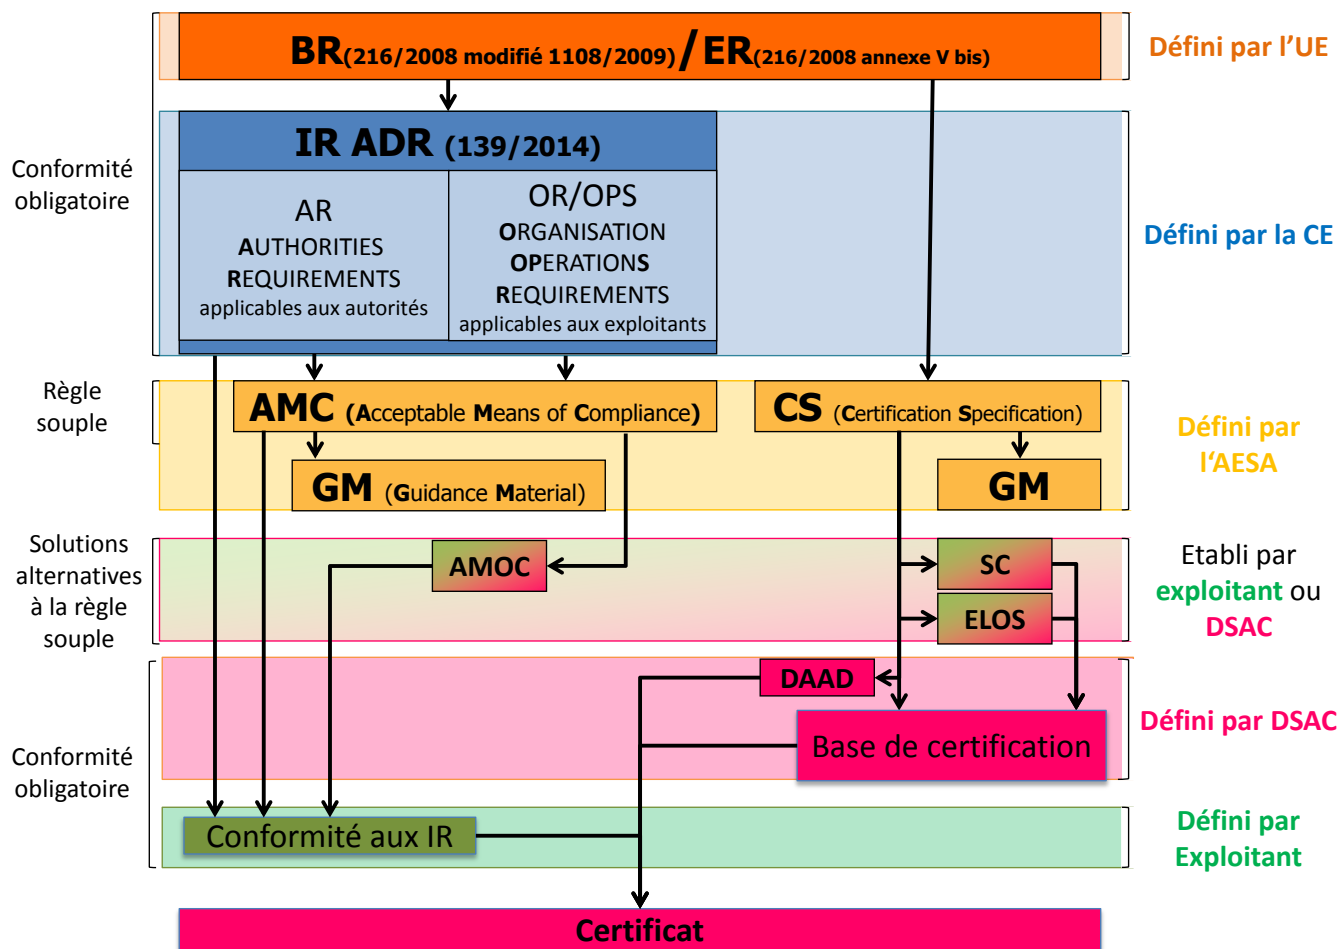 BR(216/2008 modifié 1108/2009)/ER(216/2008 annexe V bis)
Défini par l’UE
Conformité
obligatoire
IR ADR (139/2014)
AR
AUTHORITIES
REQUIREMENTS
applicables aux autorités
OR/OPS
ORGANISATION
OPERATIONS
REQUIREMENTS
applicables aux exploitants
Défini par la CE
Règle
souple
AMC (Acceptable Means of Compliance)
CS (Certification Specification)
GM (Guidance Material)
GM
Défini par
l‘AESA
Solutions
alternatives
à la règle
souple
AMOC
SC
ELOS
Etabli par
exploitant ou
DSAC
Conformité
obligatoire
DAAD
Base de certification
Défini par DSAC
Conformité aux IR
Défini par
Exploitant
Certificat